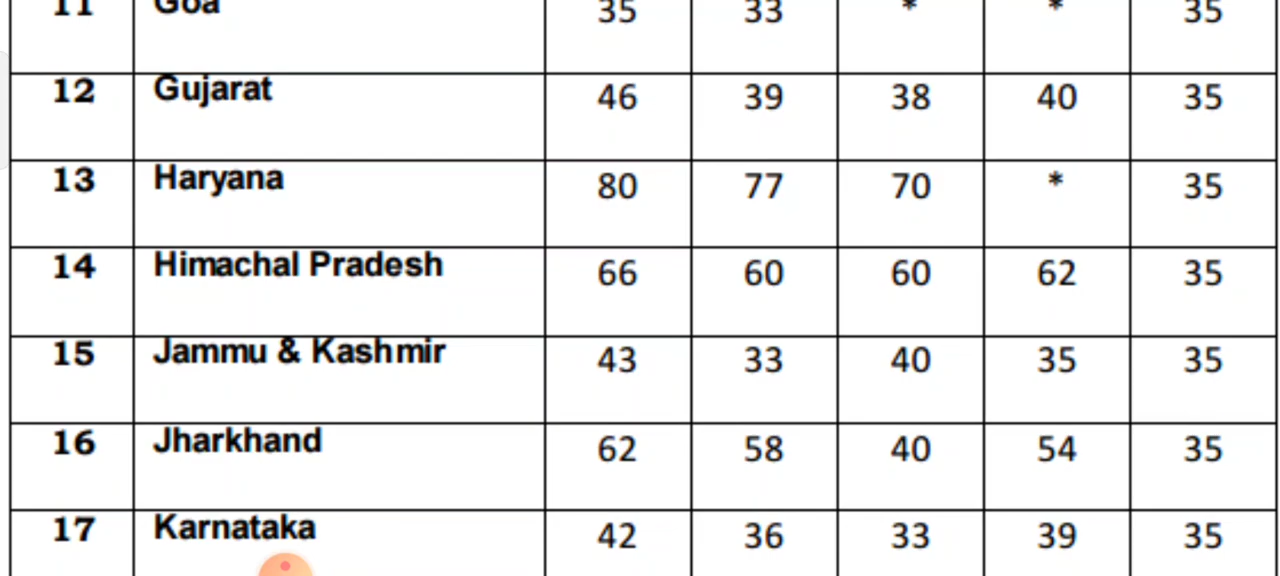 11 Goa 35 33 * * 35
12 Gujarat 46 39 38 40 35
13 Haryana 80 77 70 * 35
14 Himachal Pradesh 66 60 60 62 35
15 Jammu & Kashmir 43 33 40 35 35
16 Jharkhand 62 58 40 54 35
17 Karnataka 42 36 33 39 35